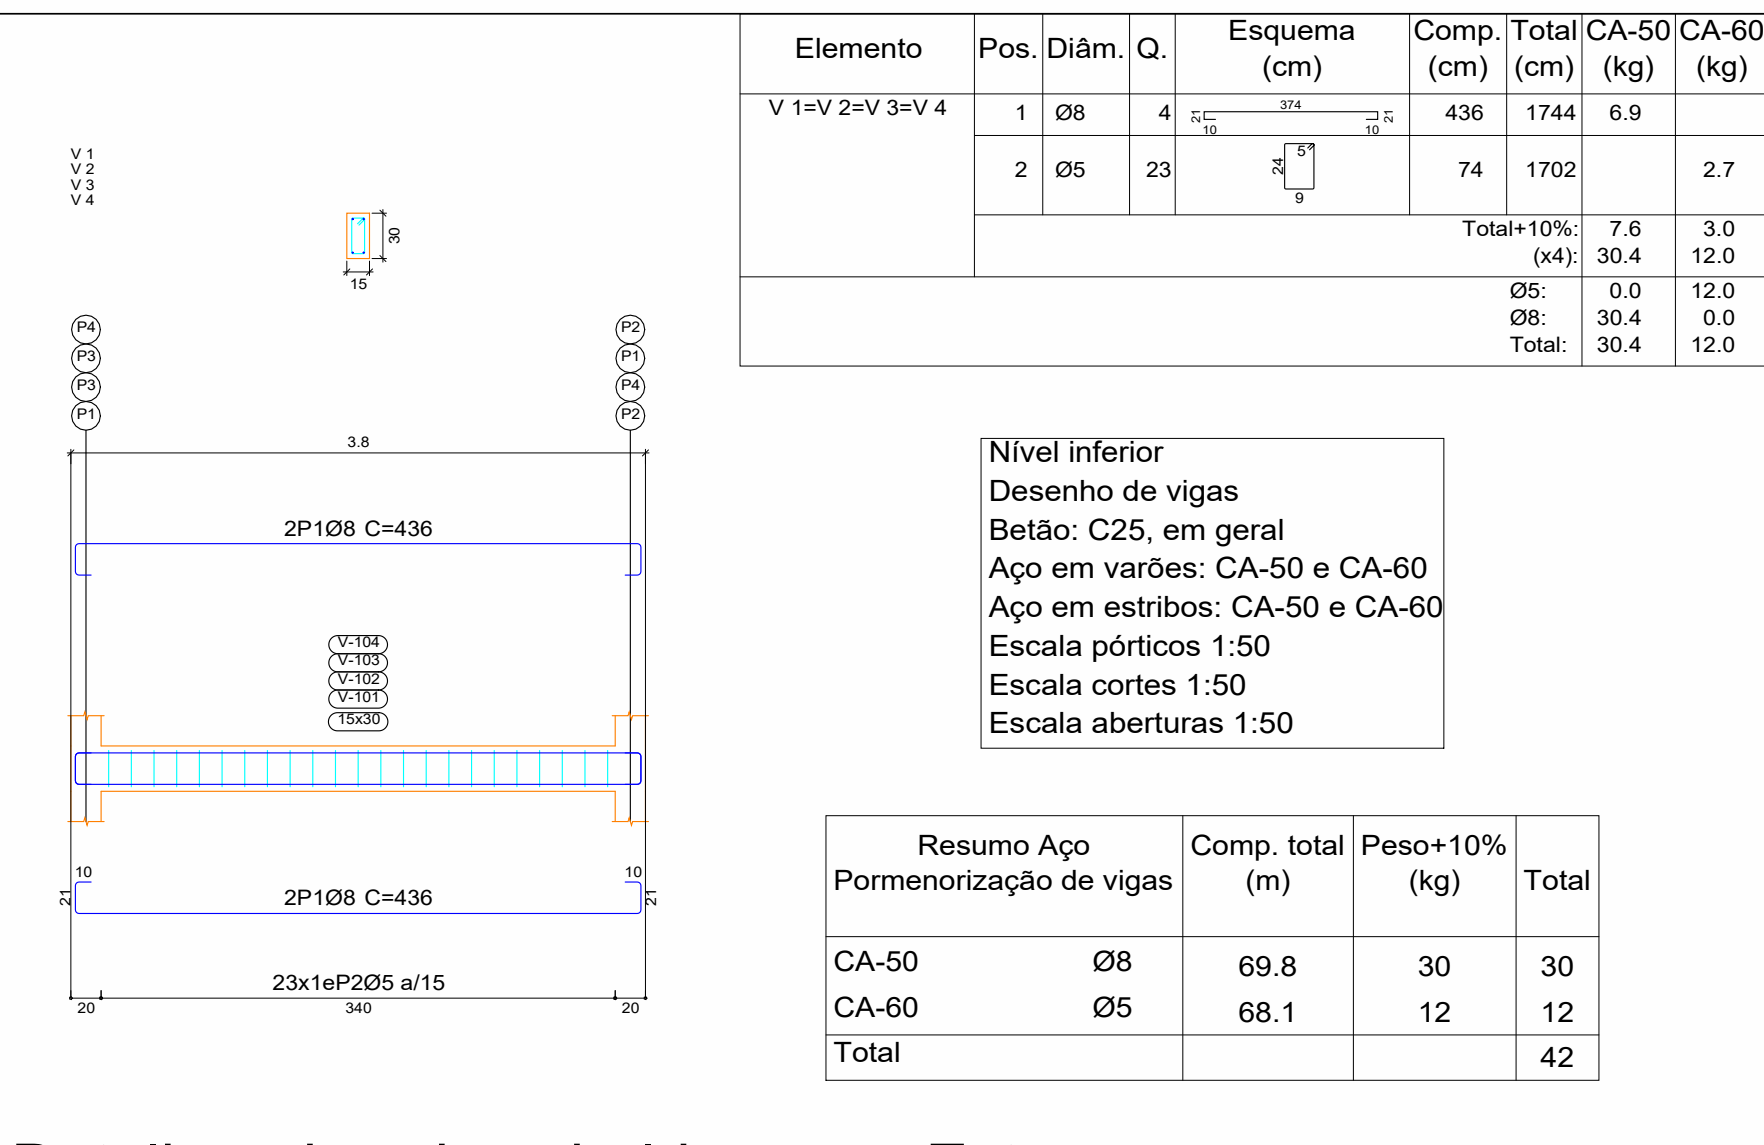 Elemento Pos. Diâm. Q. Esquema (cm) Comp. (cm) Total (cm) CA-50 (kg) CA-60 (kg)
V 1=V 2=V 3=V 4 1 Ø8 4 21 10 374 10 21 436 1744 6.9
2 Ø5 23 5 24 9 74 1702 2.7
Total+10%: 7.6 3.0
(x4): 30.4 12.0
Ø5: 0.0 12.0
Ø8: 30.4 0.0
Total: 30.4 12.0
V 1
V 2
V 3
V 4
30
15
P4 P2
P3 P1
P3 P4
P1 P2
3.8
2P1Ø8 C=436
V-104
V-103
V-102
V-101
15x30
10 10
21 21
2P1Ø8 C=436
23x1eP2Ø5 a/15
20 340 20
Nível inferior
Desenho de vigas
Betão: C25, em geral
Aço em varões: CA-50 e CA-60
Aço em estribos: CA-50 e CA-60
Escala pórticos 1:50
Escala cortes 1:50
Escala aberturas 1:50
Resumo Aço Comp. total Peso+10%
Pormenorização de vigas (m) (kg) Total
CA-50 Ø8 69.8 30 30
CA-60 Ø5 68.1 12 12
Total 42